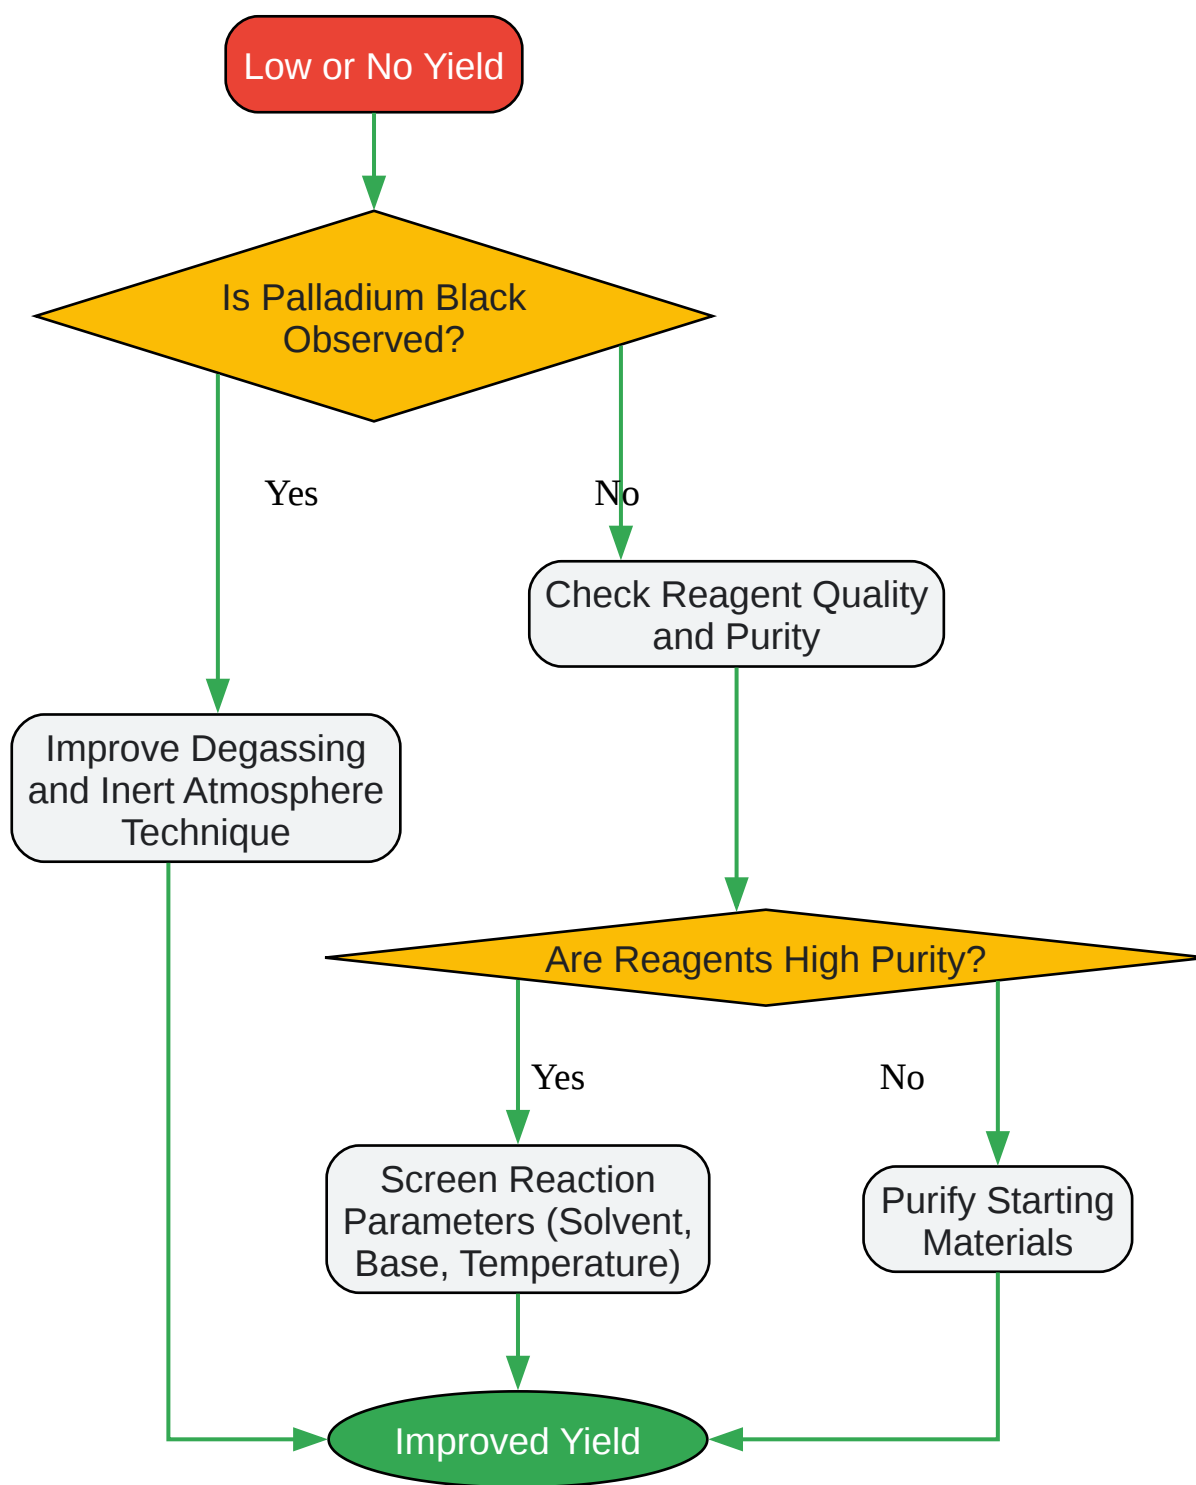 Low or No Yield
Is Palladium Black
Observed?
Yes
No
Check Reagent Quality
and Purity
Improve Degassing
and Inert Atmosphere
Technique
Are Reagents High Purity?
Yes
No
Screen Reaction
Parameters (Solvent,
Base, Temperature)
Purify Starting
Materials
Improved Yield